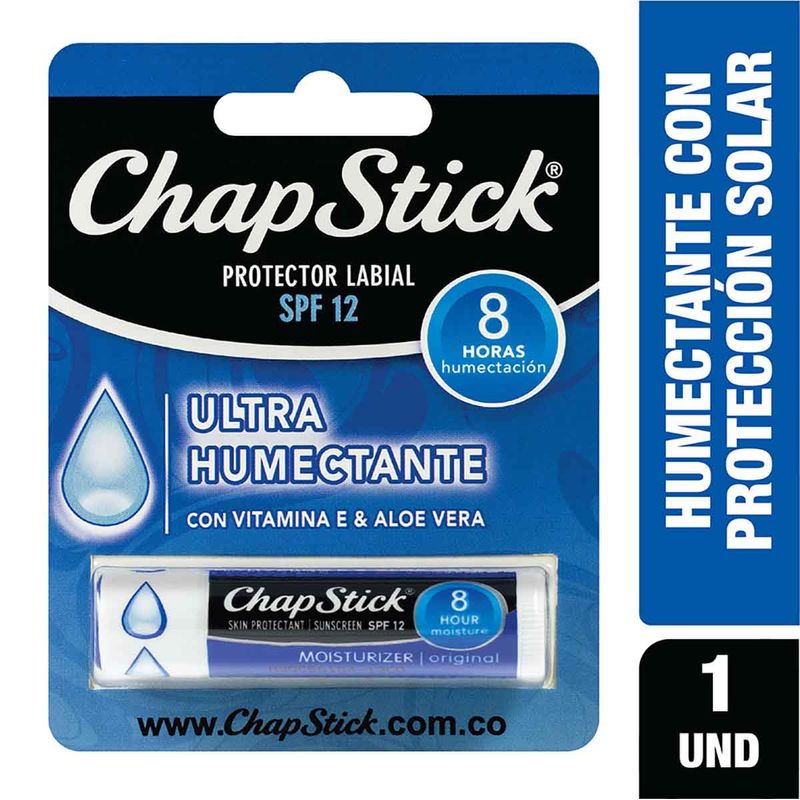 ChapStick®
PROTECTOR LABIAL
SPF 12
8
HORAS
humectación
ULTRA
HUMECTANTE
CON VITAMINA E & ALOE VERA
ChapStick®
SKIN PROTECTANT | SUNSCREEN SPF 12
8
HOUR
moisture
MOISTURIZER | original
www.ChapStick.com.co
HUMECTANTE CON
PROTECCIÓN SOLAR
1
UND